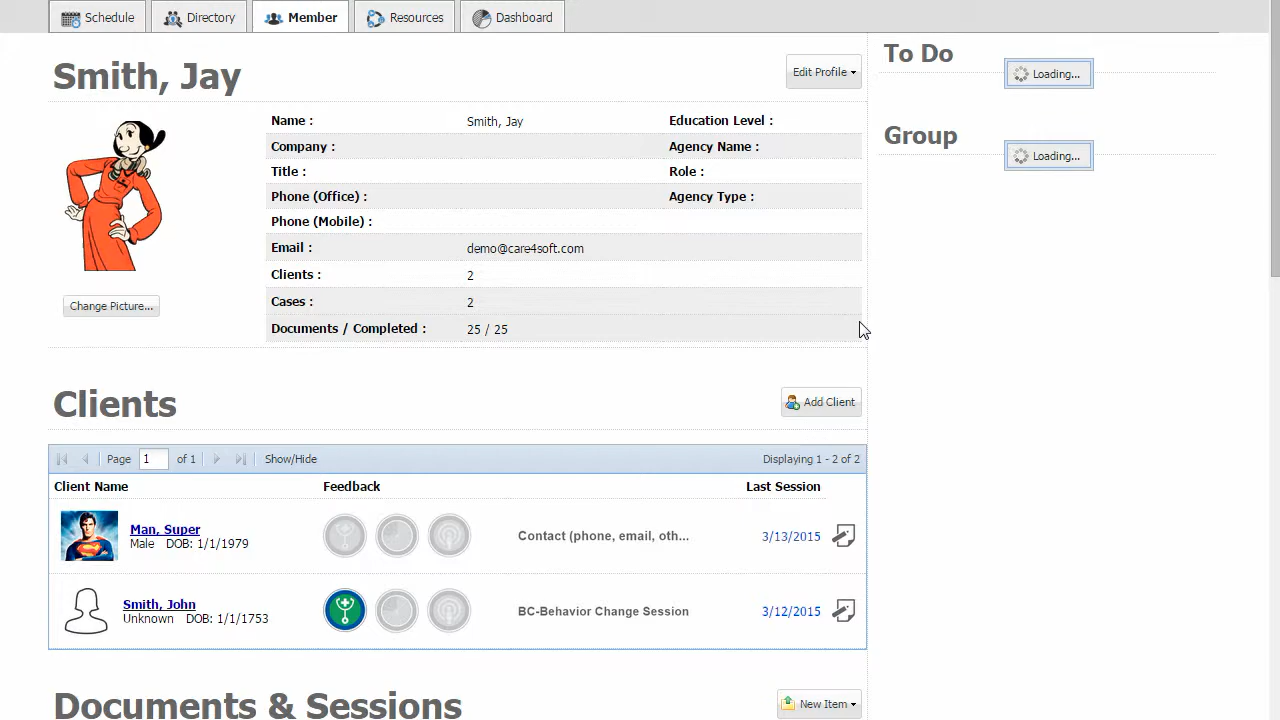 Schedule Directory Member Resources Dashboard
Smith, Jay
Edit Profile
Change Picture...
Name : Smith, Jay Education Level :
Company : Agency Name :
Title : Role :
Phone (Office) : Agency Type :
Phone (Mobile) :
Email : demo@care4soft.com
Clients : 2
Cases : 2
Documents / Completed : 25 / 25
To Do
Loading...
Group
Loading...
Clients
Add Client
Page 1 of 1 Show/Hide Displaying 1 - 2 of 2
Client Name Feedback Last Session
Man, Super
Male DOB: 1/1/1979
Contact (phone, email, oth... 3/13/2015
Smith, John
Unknown DOB: 1/1/1753
BC-Behavior Change Session 3/12/2015
Documents & Sessions
New Item